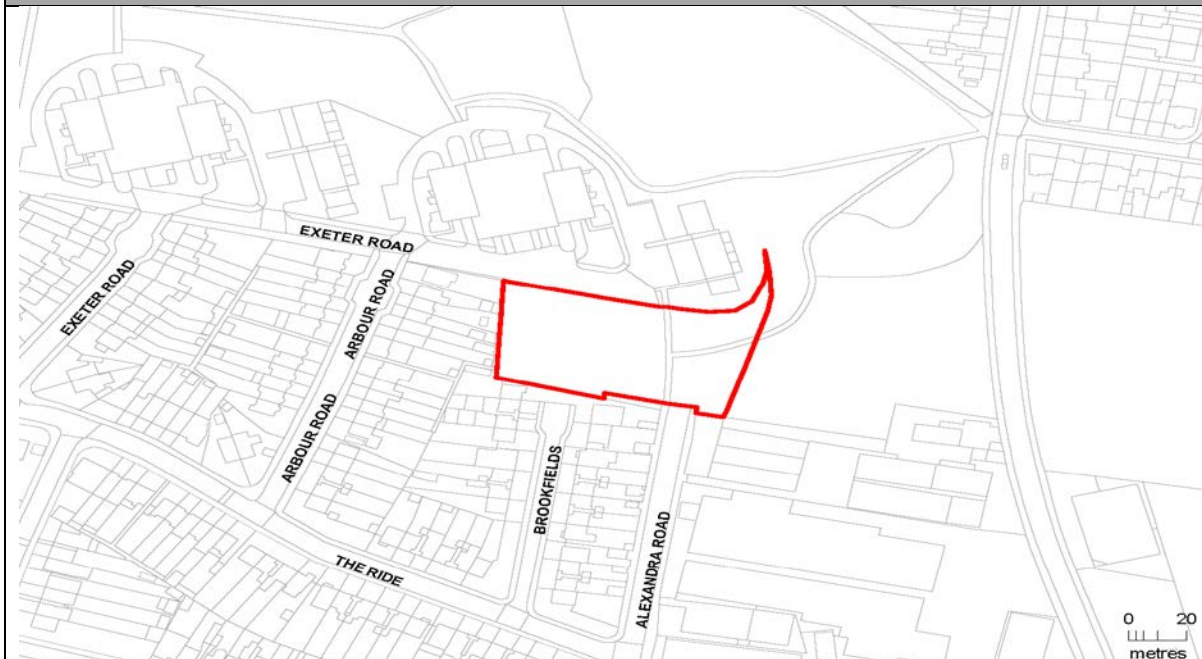 EXETER ROAD
EXETER ROAD
ARBOUR ROAD
ARBOUR ROAD
BROOKFIELDS
ALEXANDRA ROAD
THE RIDE
0 20
metres